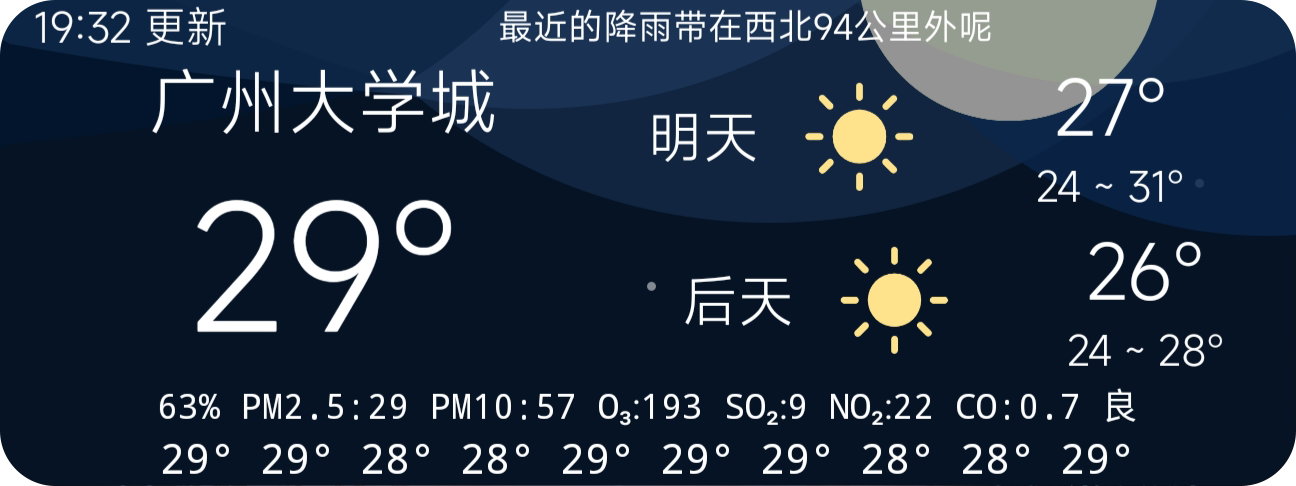 19:32 更新 最近的降雨带在西北94公里外呢
广州大学城
29°
明天 27°
24 ~ 31°
后天 26°
24 ~ 28°
63% PM2.5:29 PM10:57 O₃:193 SO₂:9 NO₂:22 CO:0.7 良
29° 29° 28° 28° 29° 29° 29° 28° 28° 29°